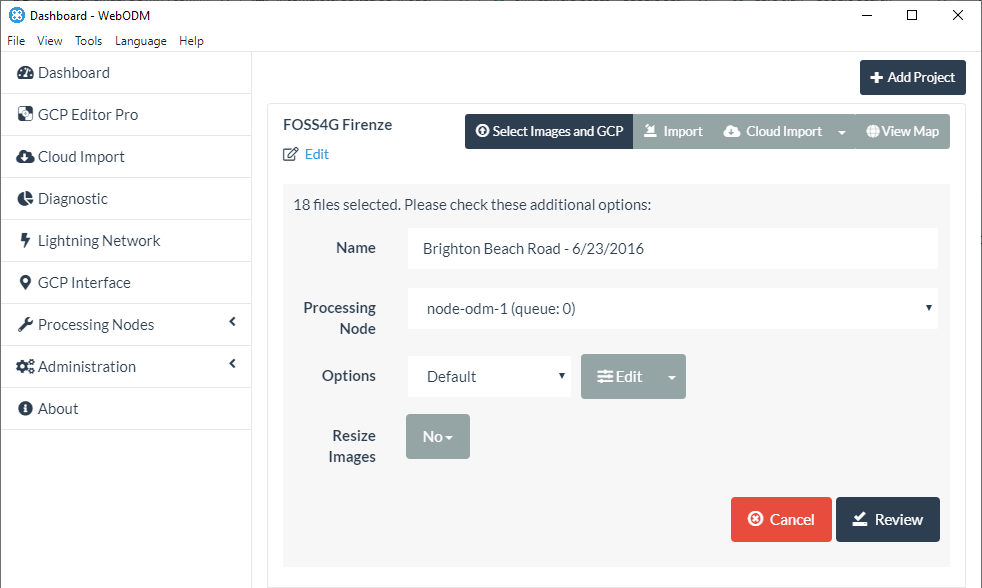 Dashboard - WebODM
File View Tools Language Help
Dashboard
GCP Editor Pro
Cloud Import
Diagnostic
Lightning Network
GCP Interface
Processing Nodes
Administration
About
Add Project
FOSS4G Firenze
Select Images and GCP Import Cloud Import View Map
Edit
18 files selected. Please check these additional options:
Name Brighton Beach Road - 6/23/2016
Processing
Node
node-odm-1 (queue: 0)
Options Default Edit
Resize
Images
No
Cancel Review